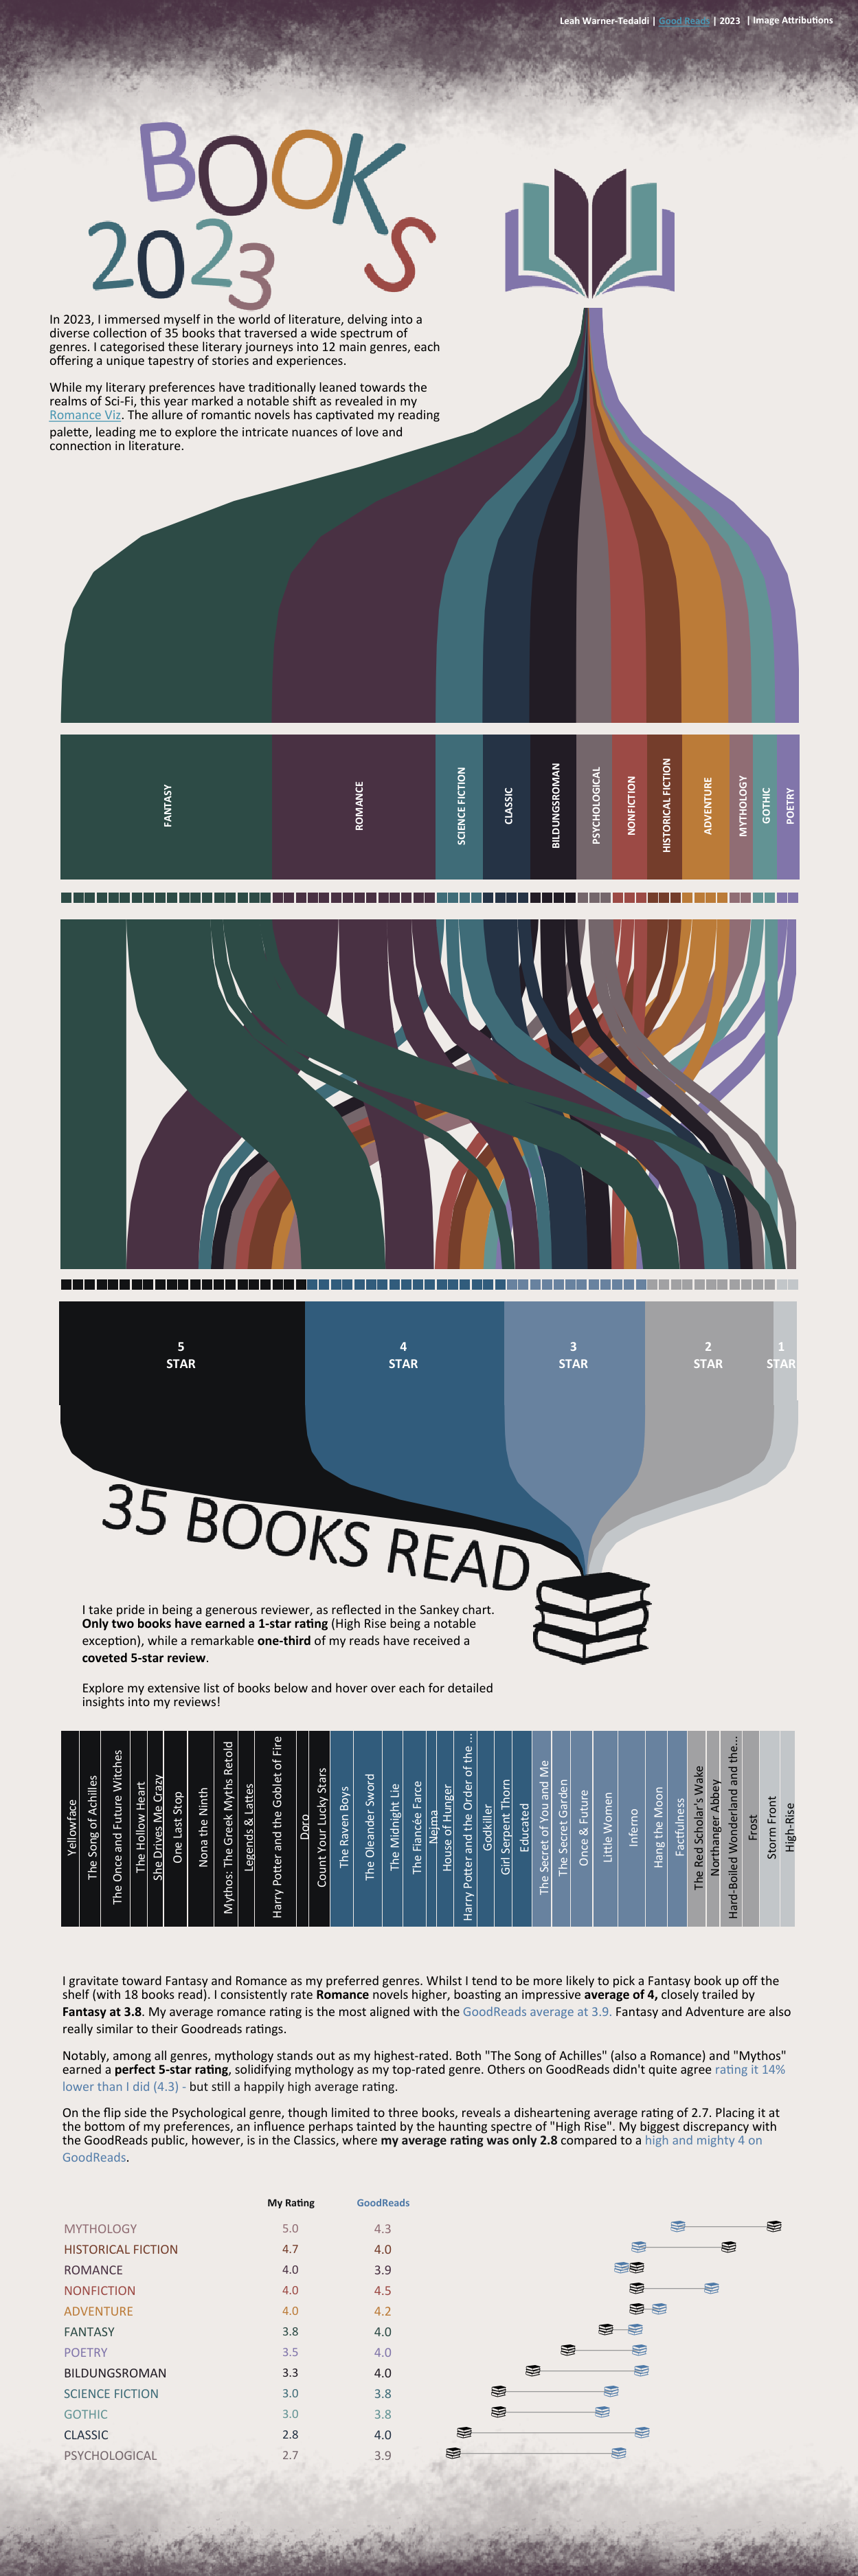 Leah Warner-Tedaldi | Good Reads | 2023 | Image Attributions
BOOKS
2023
In 2023, I immersed myself in the world of literature, delving into a
diverse collection of 35 books that traversed a wide spectrum of
genres. I categorised these literary journeys into 12 main genres, each
offering a unique tapestry of stories and experiences.
While my literary preferences have traditionally leaned towards the
realms of Sci-Fi, this year marked a notable shift as revealed in my
Romance Viz. The allure of romantic novels has captivated my reading
palette, leading me to explore the intricate nuances of love and
connection in literature.
FANTASY
ROMANCE
SCIENCE FICTION
CLASSIC
BILDUNGSROMAN
PSYCHOLOGICAL
NONFICTION
HISTORICAL FICTION
ADVENTURE
MYTHOLOGY
GOTHIC
POETRY
5
STAR
4
STAR
3
STAR
2
STAR
1
STAR
35 BOOKS READ
I take pride in being a generous reviewer, as reflected in the Sankey chart.
Only two books have earned a 1-star rating (High Rise being a notable
exception), while a remarkable one-third of my reads have received a
coveted 5-star review.
Explore my extensive list of books below and hover over each for detailed
insights into my reviews!
Yellowface
The Song of Achilles
The Once and Future Witches
The Hollow Heart
She Drives Me Crazy
One Last Stop
Nona the Ninth
Mythos: The Greek Myths Retold
Legends & Lattes
Harry Potter and the Goblet of Fire
Doro
Count Your Lucky Stars
The Raven Boys
The Oleander Sword
The Midnight Lie
The Fiancée Farce
Nejma
House of Hunger
Harry Potter and the Order of the ...
Godkiller
Girl Serpent Thorn
Educated
The Secret of You and Me
The Secret Garden
Once & Future
Little Women
Inferno
Hang the Moon
Factfulness
The Red Scholar's Wake
Northanger Abbey
Hard-Boiled Wonderland and the...
Frost
Storm Front
High-Rise
I gravitate toward Fantasy and Romance as my preferred genres. Whilst I tend to be more likely to pick a Fantasy book up off the
shelf (with 18 books read). I consistently rate Romance novels higher, boasting an impressive average of 4, closely trailed by
Fantasy at 3.8. My average romance rating is the most aligned with the GoodReads average at 3.9. Fantasy and Adventure are also
really similar to their Goodreads ratings.
Notably, among all genres, mythology stands out as my highest-rated. Both "The Song of Achilles" (also a Romance) and "Mythos"
earned a perfect 5-star rating, solidifying mythology as my top-rated genre. Others on GoodReads didn't quite agree rating it 14%
lower than I did (4.3) - but still a happily high average rating.
On the flip side the Psychological genre, though limited to three books, reveals a disheartening average rating of 2.7. Placing it at
the bottom of my preferences, an influence perhaps tainted by the haunting spectre of "High Rise". My biggest discrepancy with
the GoodReads public, however, is in the Classics, where my average rating was only 2.8 compared to a high and mighty 4 on
GoodReads.
My Rating GoodReads
MYTHOLOGY 5.0 4.3
HISTORICAL FICTION 4.7 4.0
ROMANCE 4.0 3.9
NONFICTION 4.0 4.5
ADVENTURE 4.0 4.2
FANTASY 3.8 4.0
POETRY 3.5 4.0
BILDUNGSROMAN 3.3 4.0
SCIENCE FICTION 3.0 3.8
GOTHIC 3.0 3.8
CLASSIC 2.8 4.0
PSYCHOLOGICAL 2.7 3.9